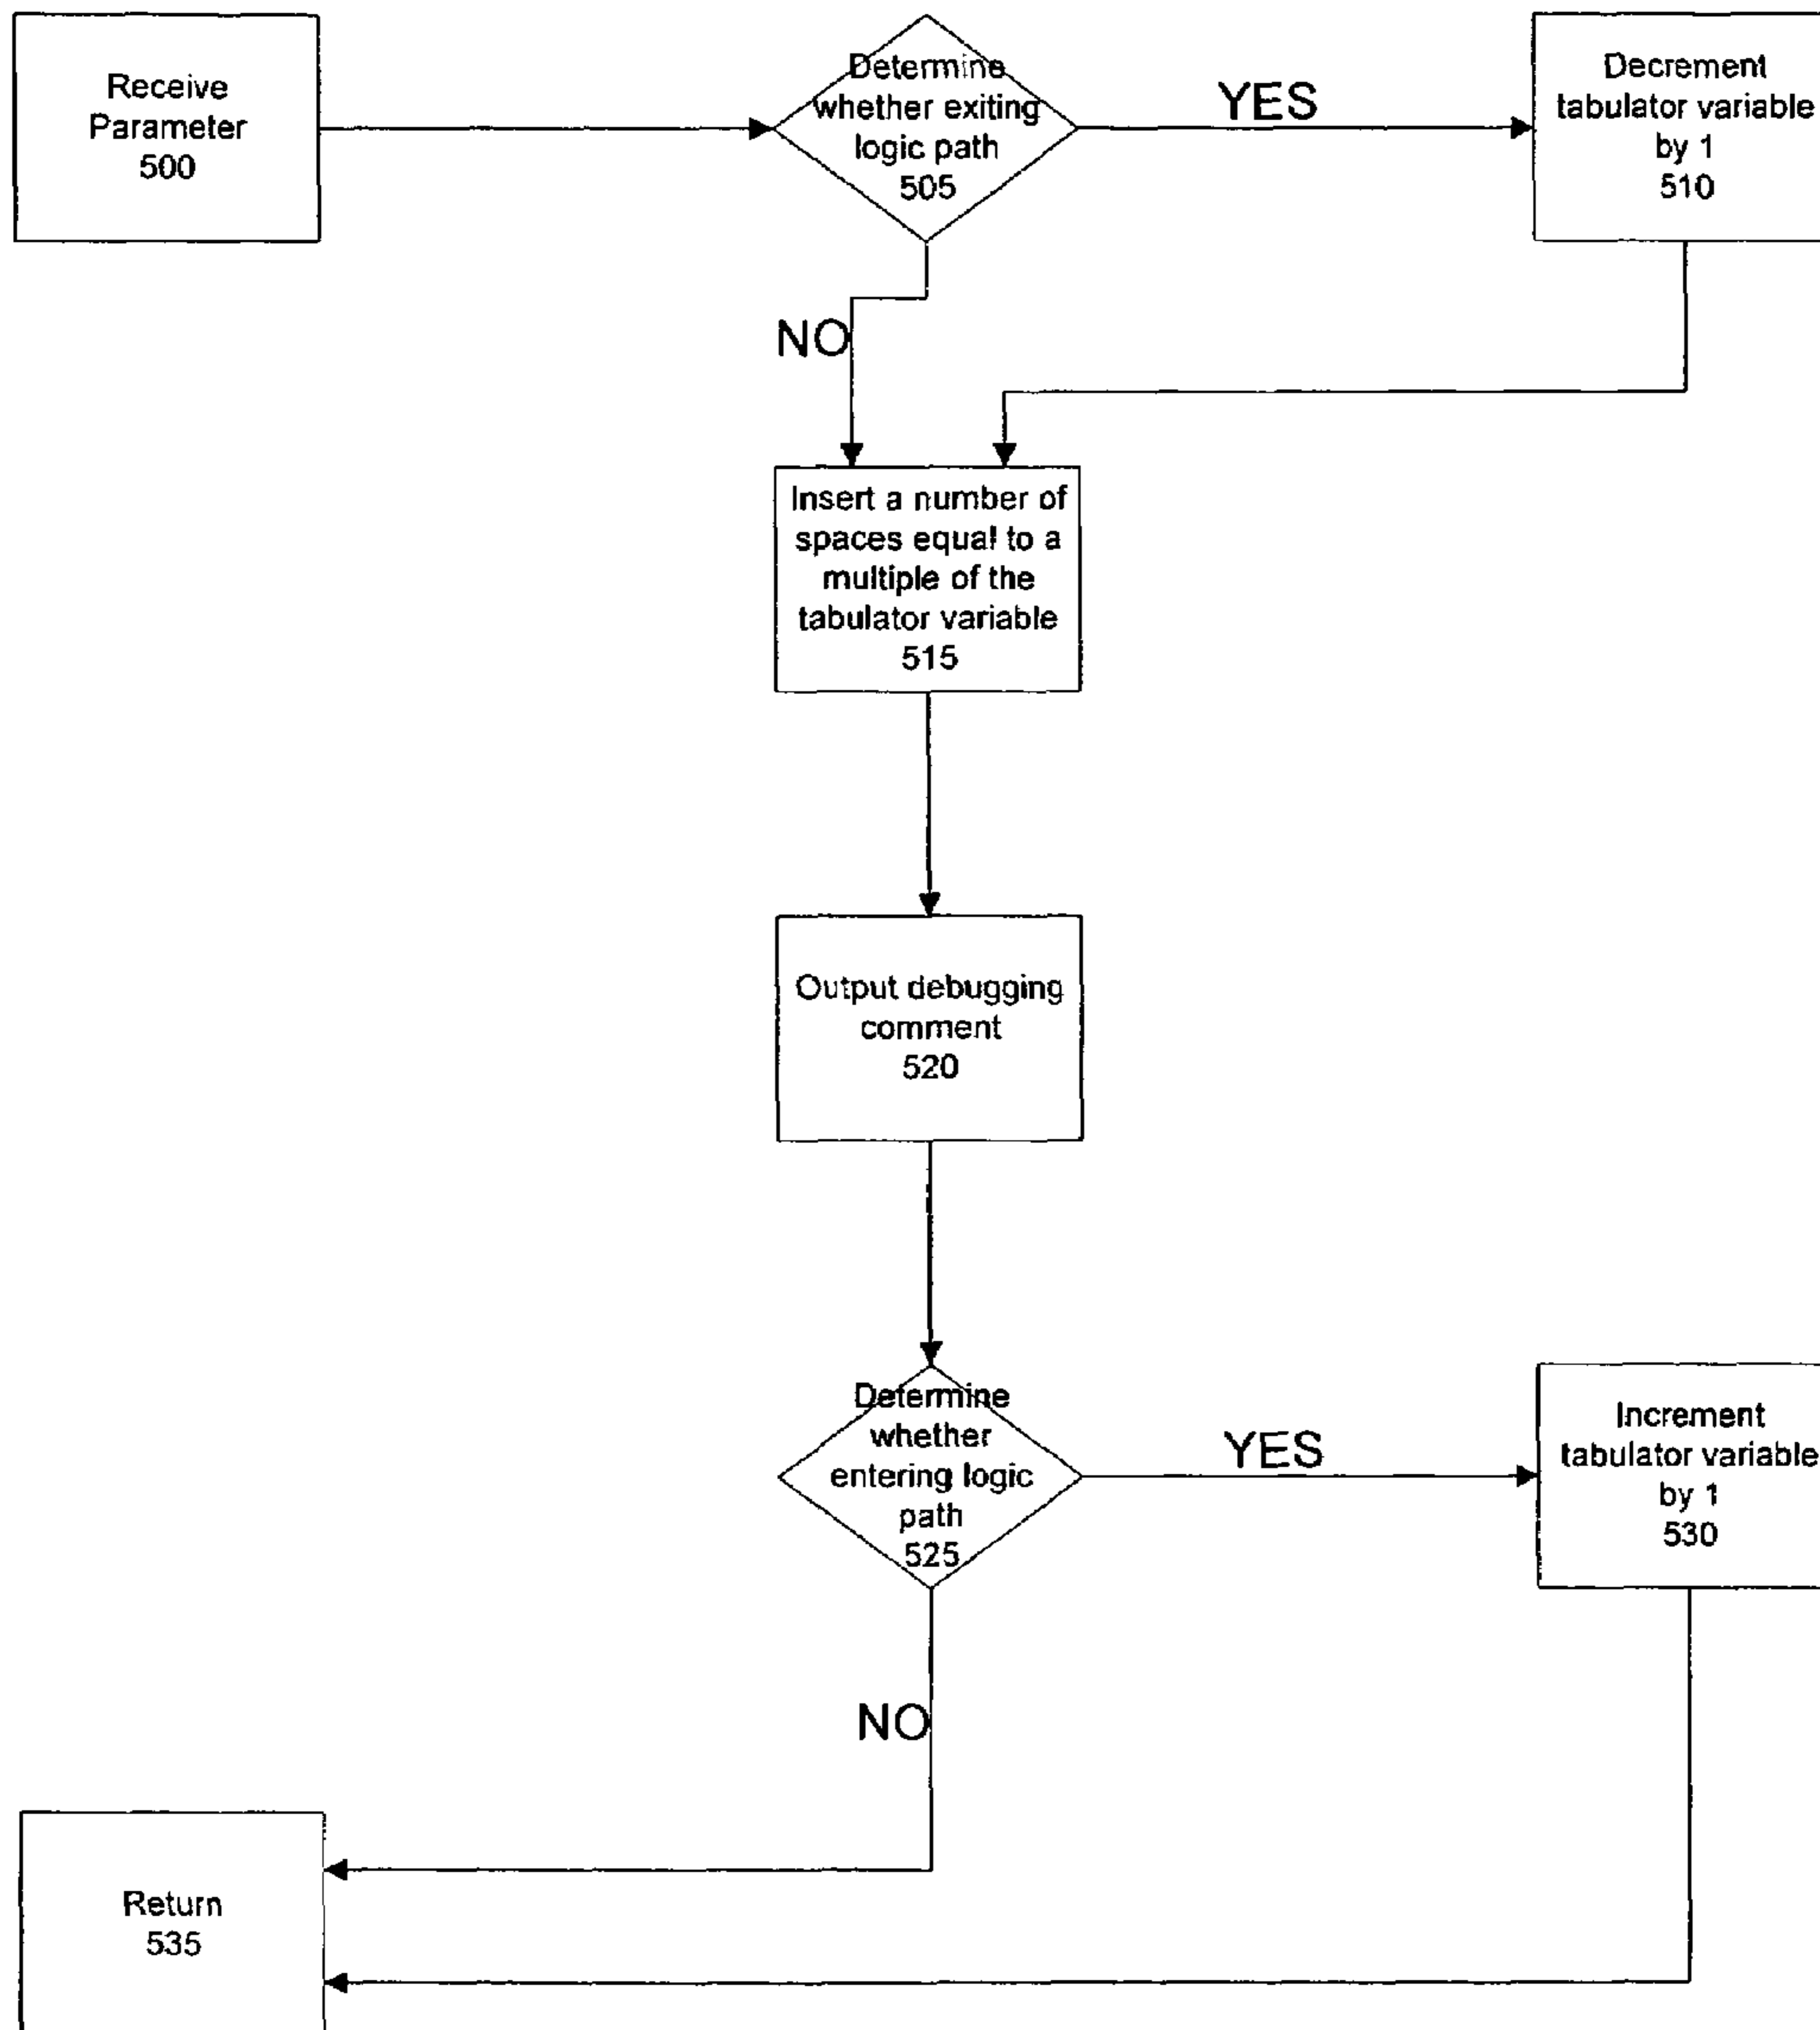 Receive
Parameter
500
Determine
whether exiting
logic path
505
YES
Decrement
tabulator variable
by 1
510
NO
Insert a number of
spaces equal to a
multiple of the
tabulator variable
515
Output debugging
comment
520
Determine
whether
entering logic
path
525
YES
Increment
tabulator variable
by 1
530
NO
Return
535